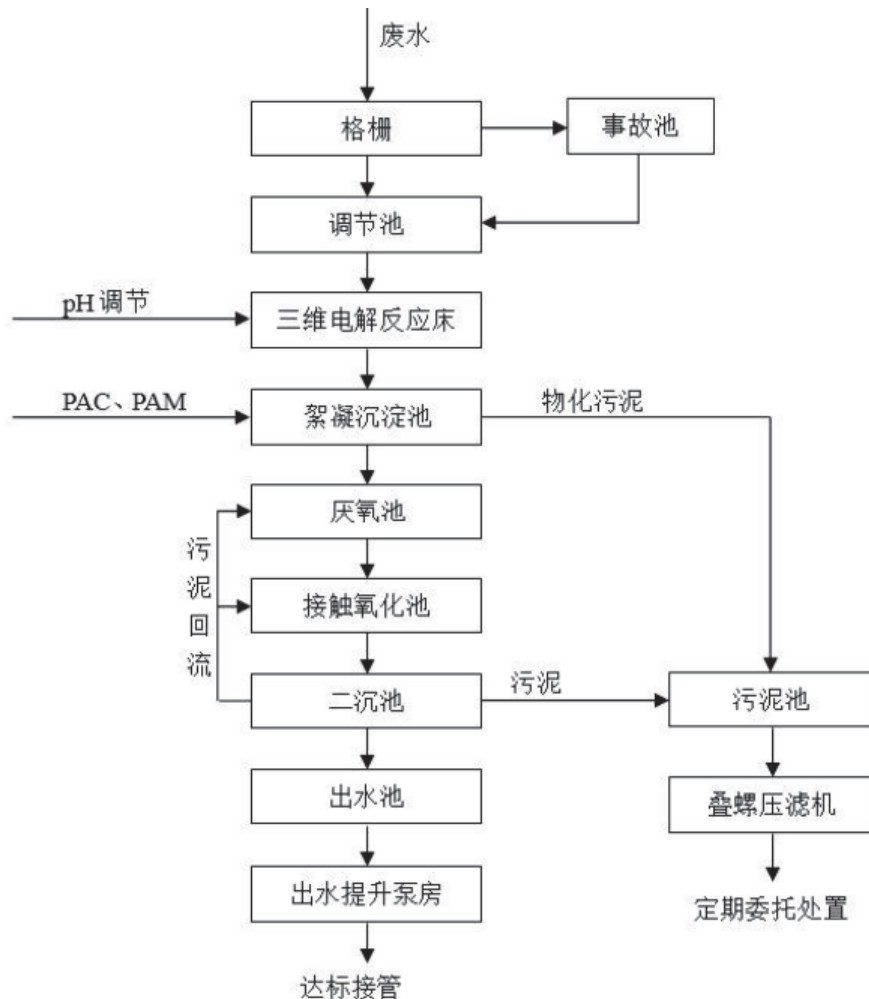 废水
格栅
事故池
调节池
pH 调节
三维电解反应床
PAC、PAM
絮凝沉淀池
物化污泥
厌氧池
污泥回流
接触氧化池
二沉池
污泥
污泥池
出水池
叠螺压滤机
出水提升泵房
定期委托处置
达标接管